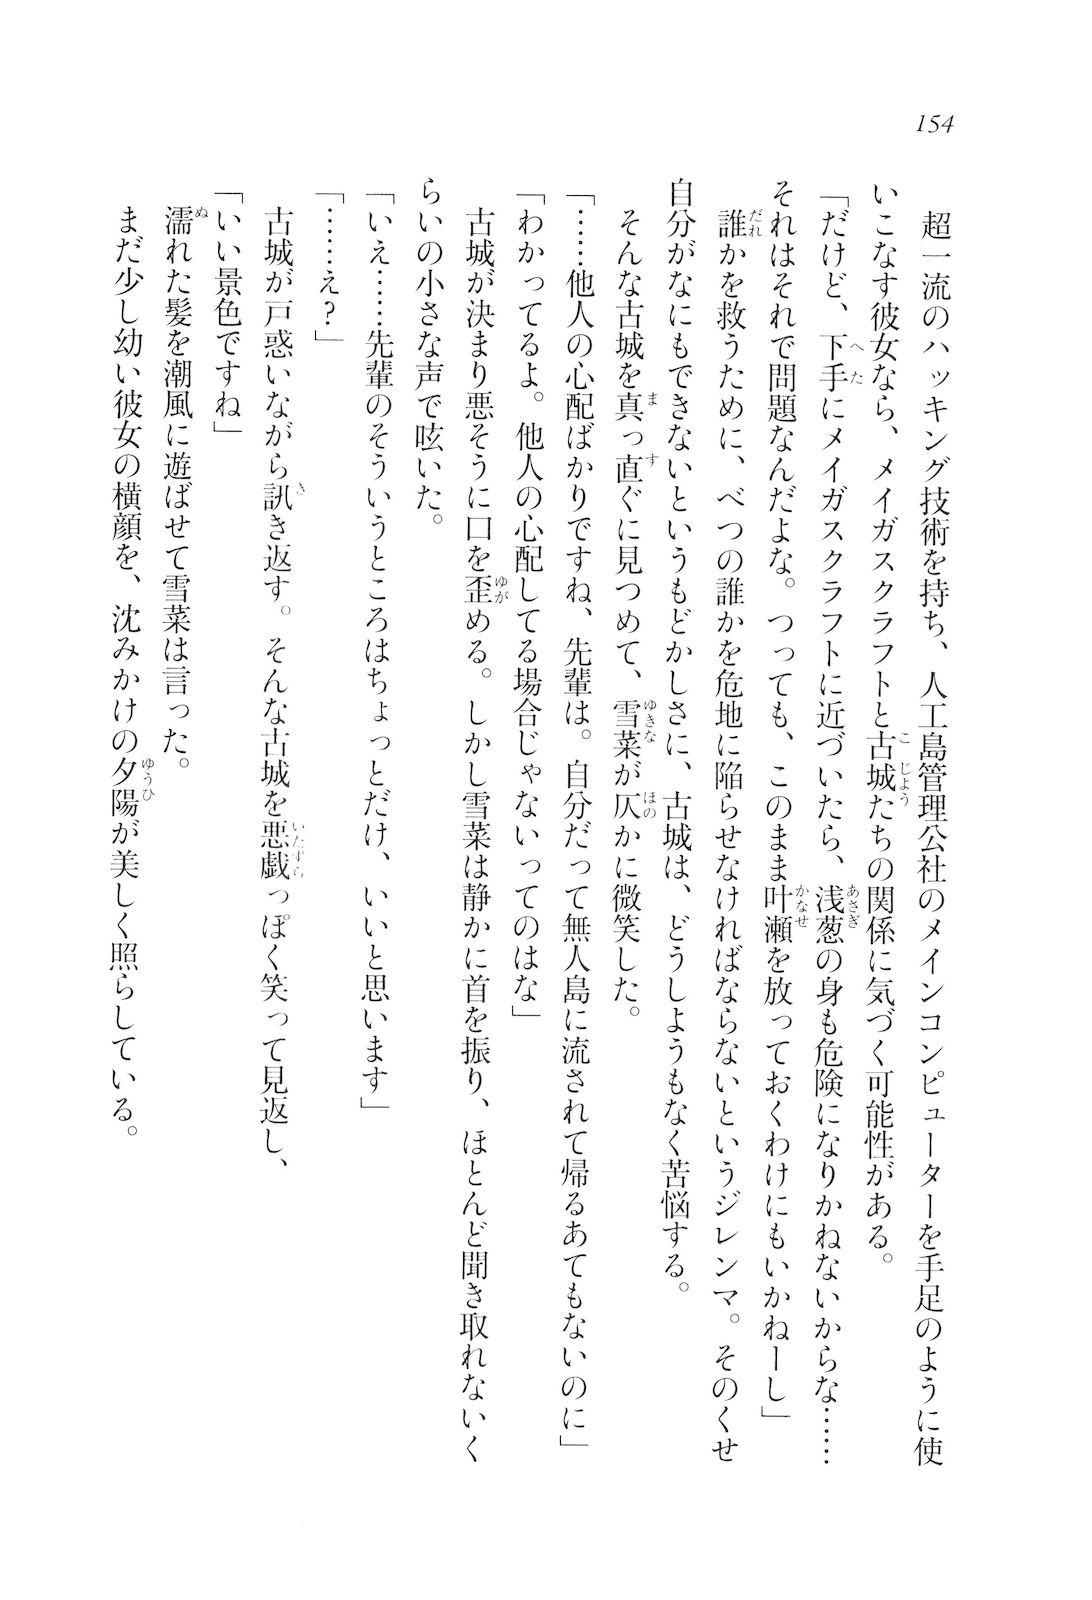 154
超一流のハッキング技術を持ち、人工島管理公社のメインコンピューターを手足のように使
いこなす彼女なら、メイガスクラフトと古城たちの関係に気づく可能性がある。
「だけど、下手にメイガスクラフトに近づいたら、浅葱の身も危険になりかねないからな……
それはそれで問題なんだよな。つっても、このまま叶瀬を放っておくわけにもいかねーし」
誰かを救うために、べつの誰かを危地に陥らせなければならないというジレンマ。そのくせ
自分がなにもできないというもどかしさに、古城は、どうしようもなく苦悩する。
そんな古城を真っ直ぐに見つめて、雪菜が仄かに微笑した。
「……他人の心配ばかりですね、先輩は。自分だって無人島に流されて帰るあてもないのに」
「わかってるよ。他人の心配してる場合じゃないってのはな」
古城が決まり悪そうに口を歪める。しかし雪菜は静かに首を振り、ほとんど聞き取れないく
らいの小さな声で呟いた。
「いえ……先輩のそういうところはちょっとだけ、いいと思います」
「……え？」
古城が戸惑いながら訊き返す。そんな古城を悪戯っぽく笑って見返し、
「いい景色ですね」
濡れた髪を潮風に遊ばせて雪菜は言った。
まだ少し幼い彼女の横顔を、沈みかけの夕陽が美しく照らしている。